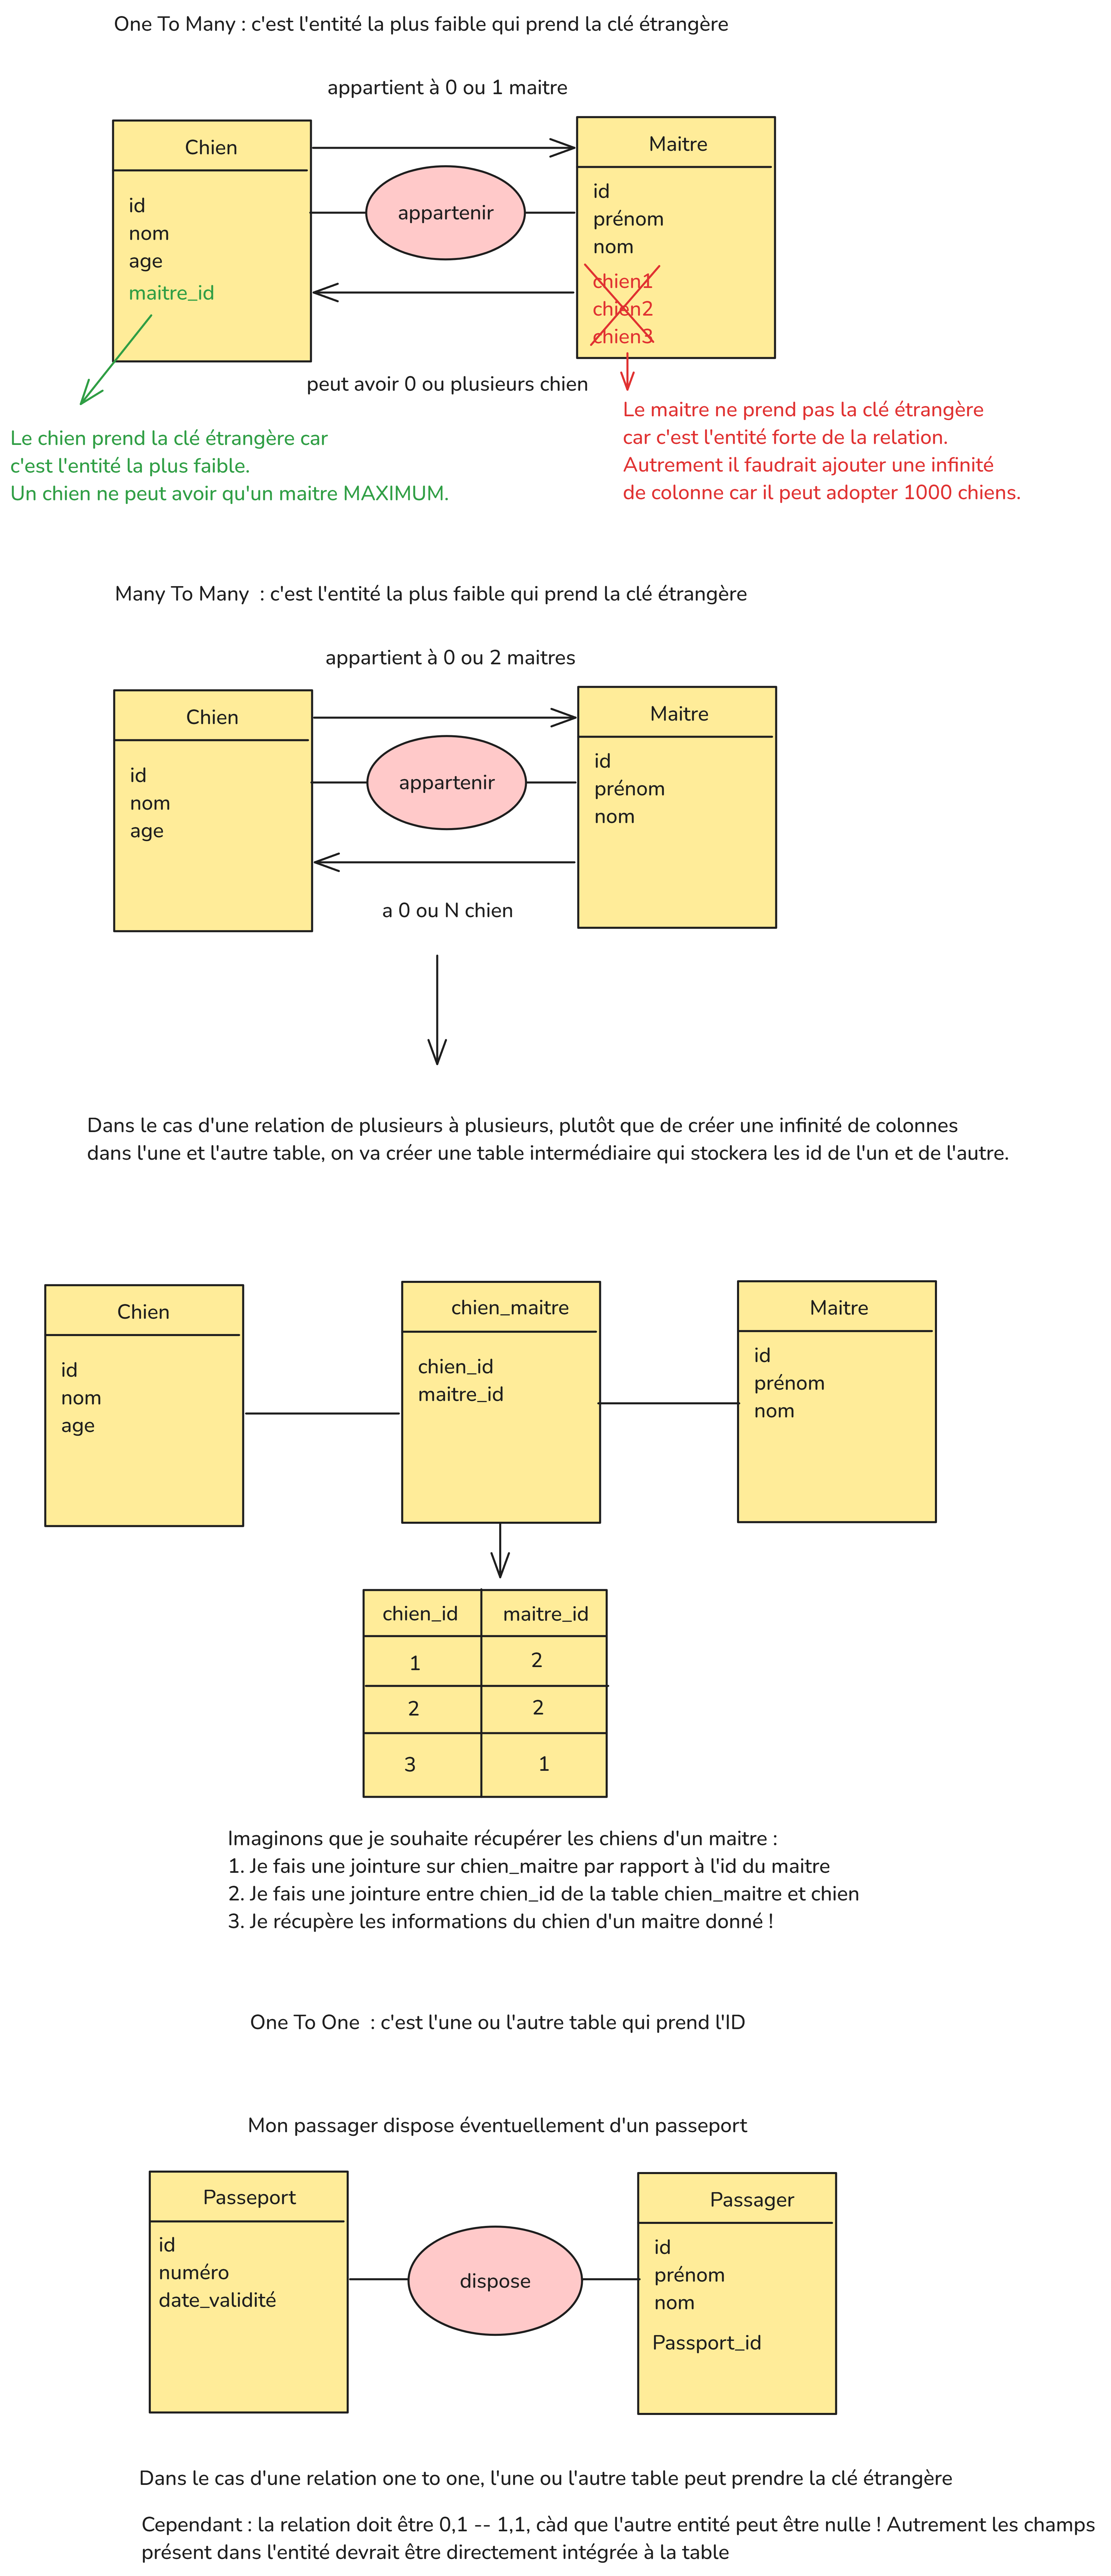 One To Many : c'est l'entité la plus faible qui prend la clé étrangère
appartient à 0 ou 1 maitre
Chien
Maitre
id
nom
age
maitre_id
appartenir
id
prénom
nom
chien1
chien2
chien3
peut avoir 0 ou plusieurs chien
Le chien prend la clé étrangère car
c'est l'entité la plus faible.
Un chien ne peut avoir qu'un maitre MAXIMUM.
Le maitre ne prend pas la clé étrangère
car c'est l'entité forte de la relation.
Autrement il faudrait ajouter une infinité
de colonne car il peut adopter 1000 chiens.
Many To Many  : c'est l'entité la plus faible qui prend la clé étrangère
appartient à 0 ou 2 maitres
Chien
Maitre
id
nom
age
appartenir
id
prénom
nom
a 0 ou N chien
Dans le cas d'une relation de plusieurs à plusieurs, plutôt que de créer une infinité de colonnes
dans l'une et l'autre table, on va créer une table intermédiaire qui stockera les id de l'un et de l'autre.
Chien
id
nom
age
chien_maitre
chien_id
maitre_id
Maitre
id
prénom
nom
chien_id maitre_id
1 2
2 2
3 1
Imaginons que je souhaite récupérer les chiens d'un maitre :
1. Je fais une jointure sur chien_maitre par rapport à l'id du maitre
2. Je fais une jointure entre chien_id de la table chien_maitre et chien
3. Je récupère les informations du chien d'un maitre donné !
One To One  : c'est l'une ou l'autre table qui prend l'ID
Mon passager dispose éventuellement d'un passeport
Passeport
id
numéro
date_validité
dispose
Passager
id
prénom
nom
Passport_id
Dans le cas d'une relation one to one, l'une ou l'autre table peut prendre la clé étrangère
Cependant : la relation doit être 0,1 -- 1,1, càd que l'autre entité peut être nulle ! Autrement les champs
présent dans l'entité devrait être directement intégrée à la table